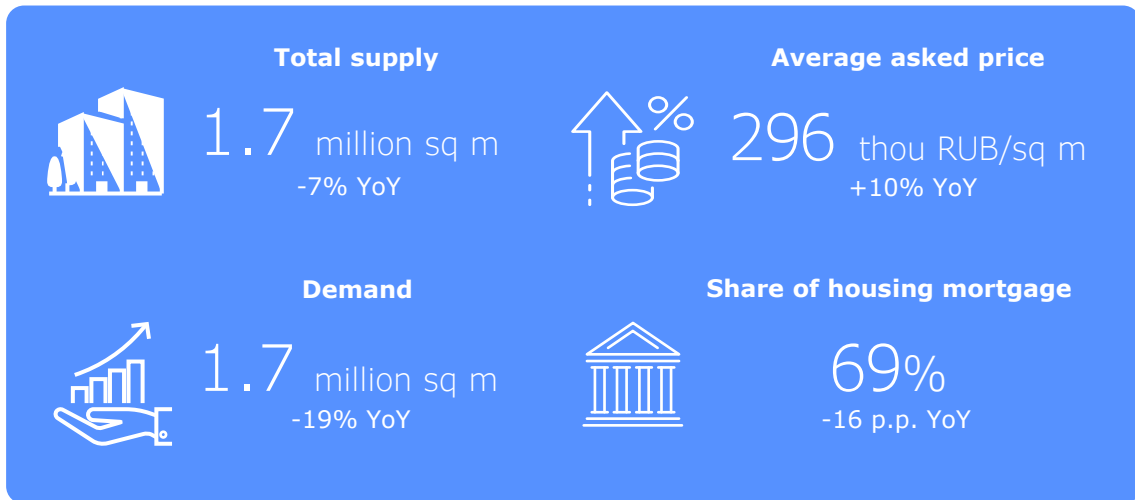 Total supply
1.7 million sq m
-7% YoY
Average asked price
%
296 thou RUB/sq m
+10% YoY
Demand
1.7 million sq m
-19% YoY
Share of housing mortgage
69%
-16 p.p. YoY